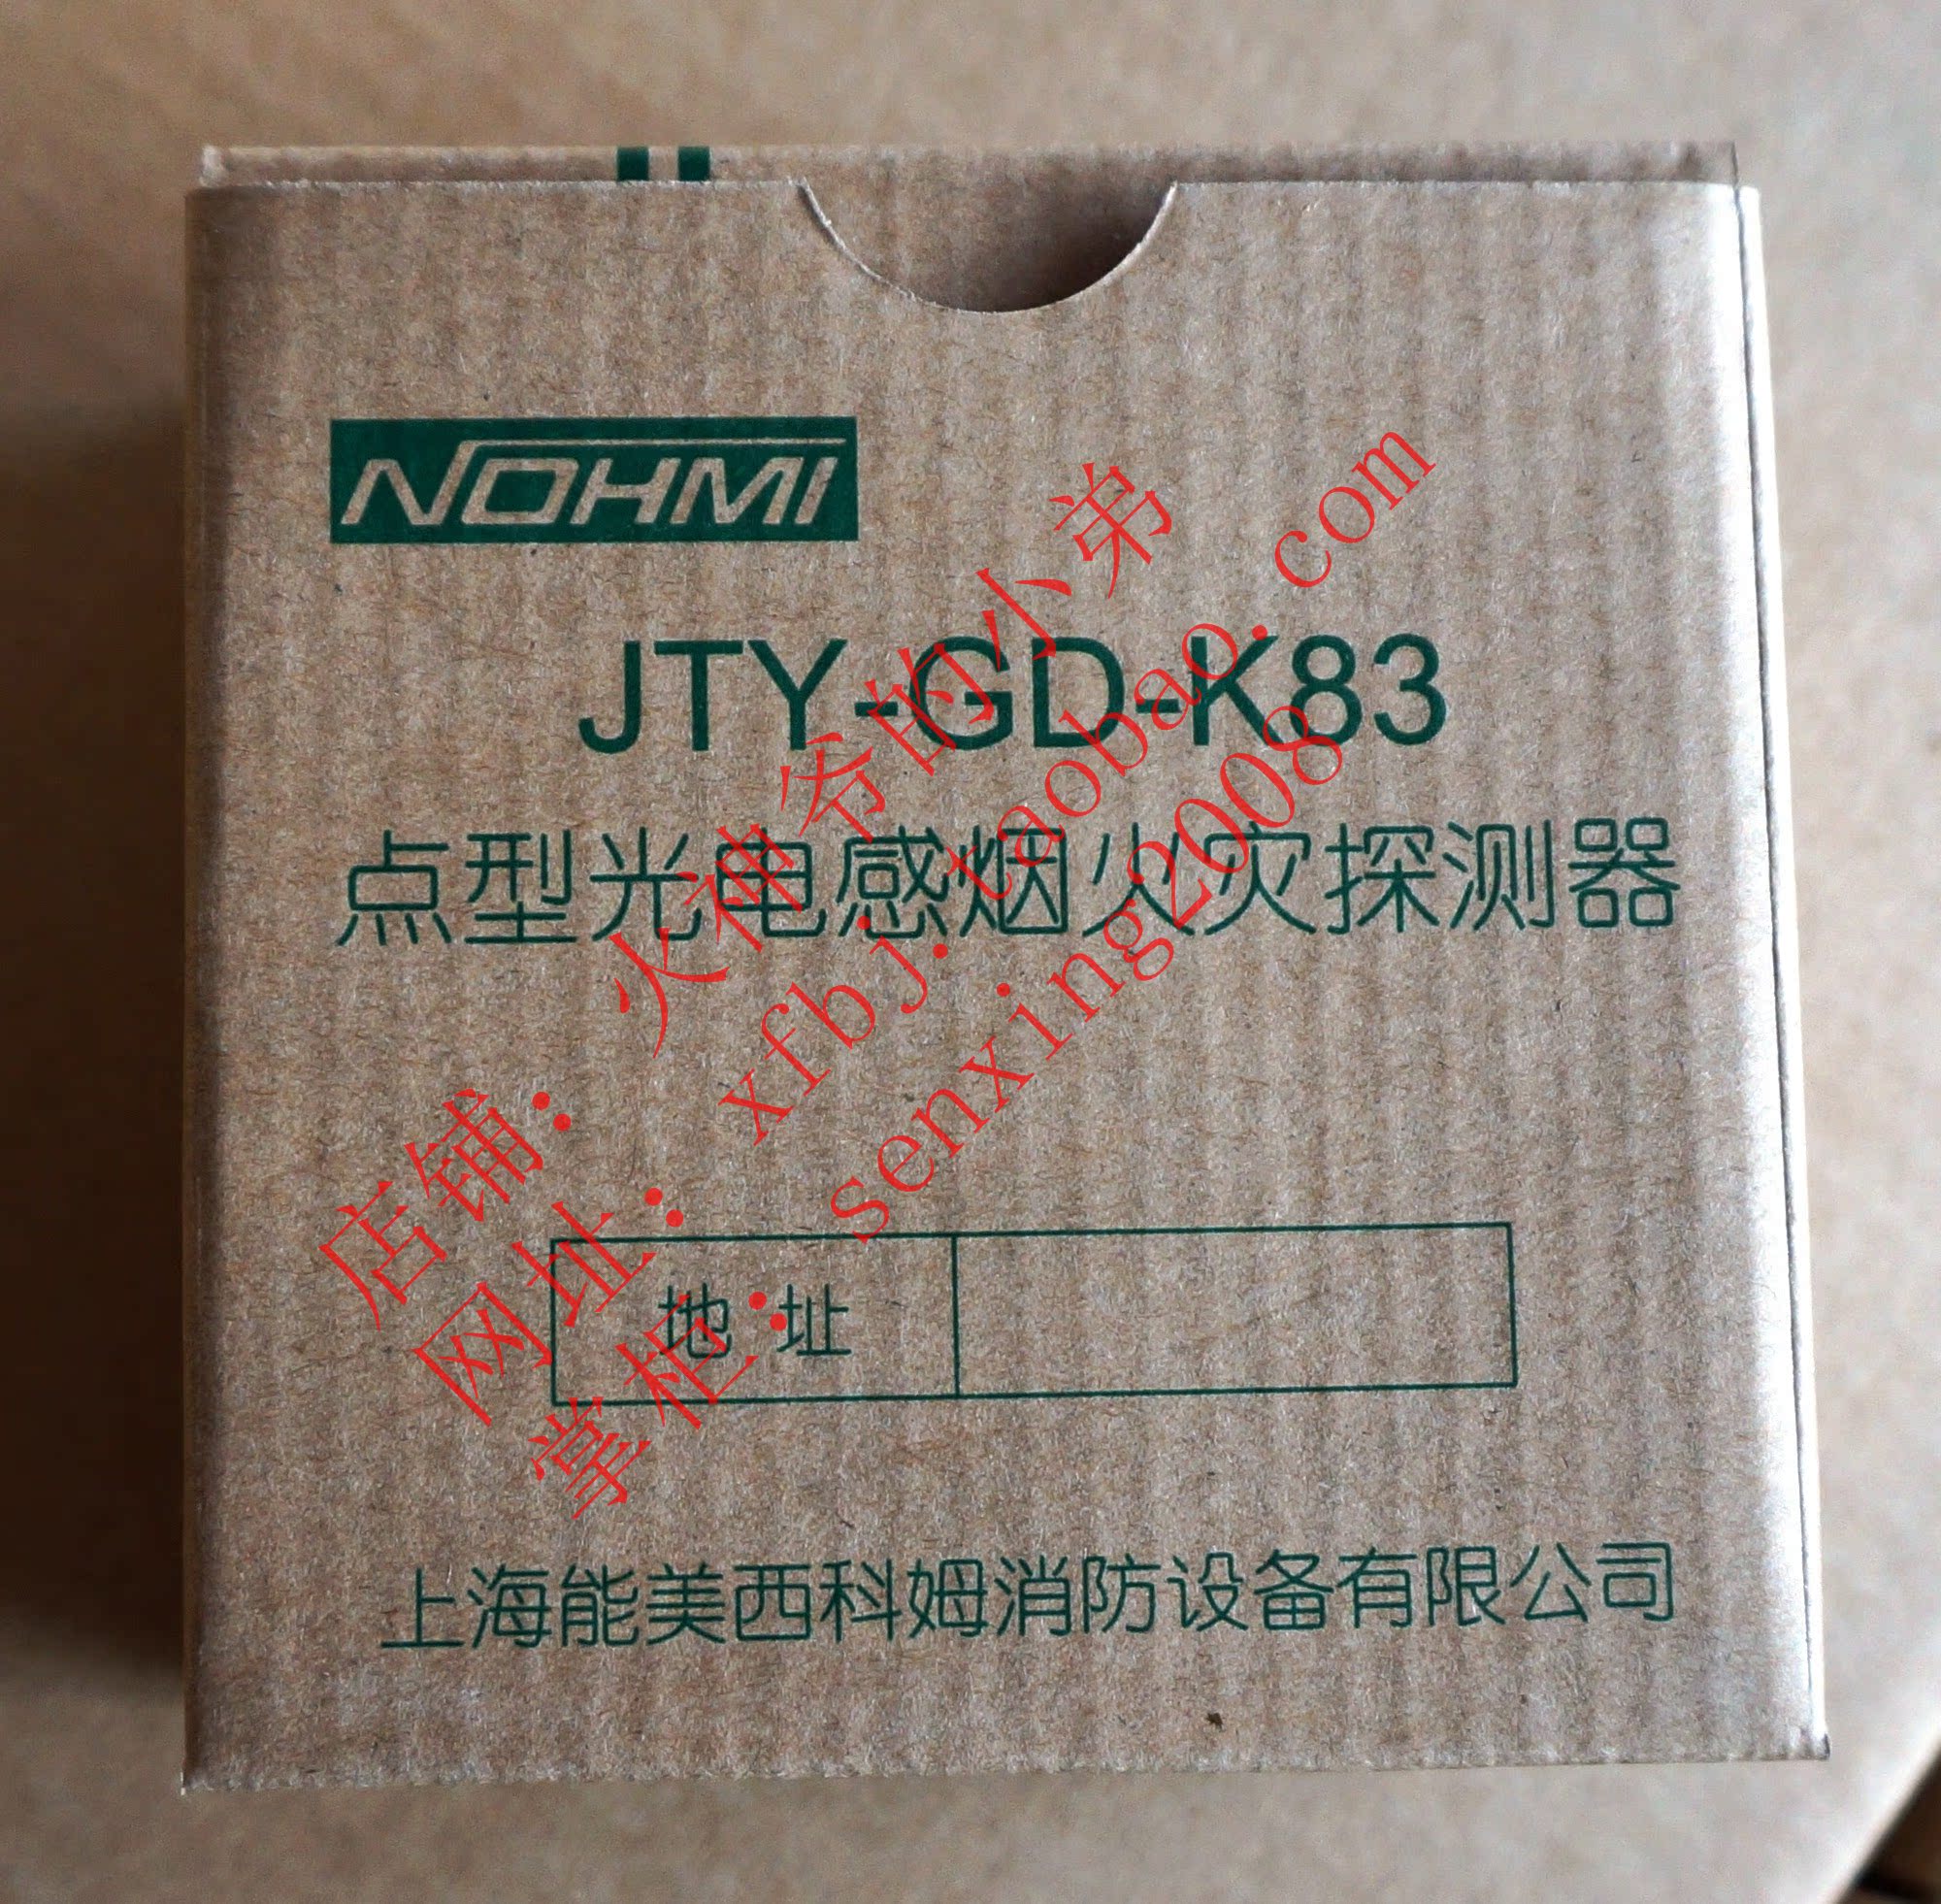 NOHMI
JTY-GD-K83
点型光电感烟火灾探测器
地址
上海能美西科姆消防设备有限公司
店铺：火神爷的小弟
网址：xfbj.taobao.com
掌柜：senxing2008